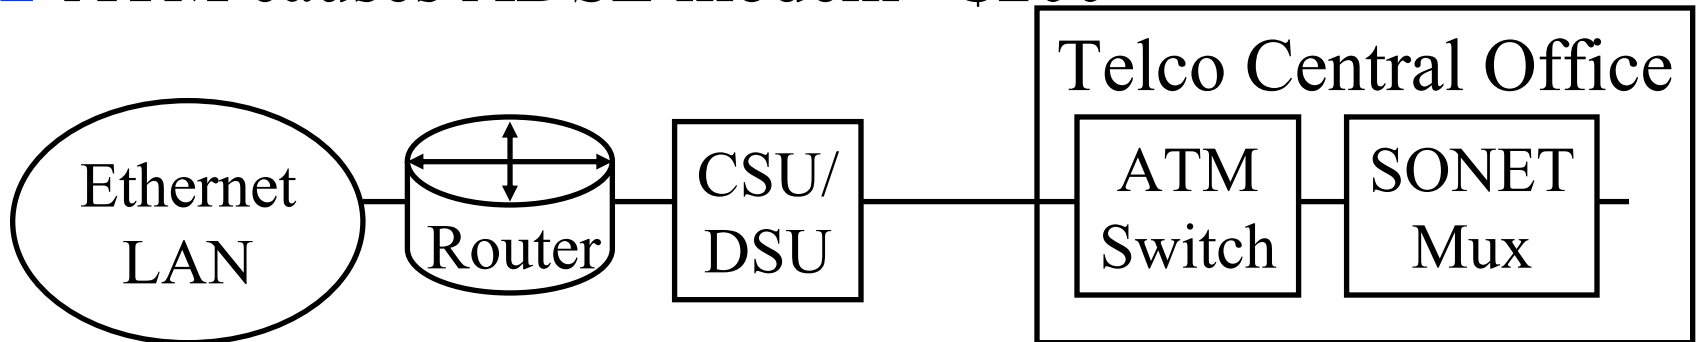 Telco Central Office
Ethernet
LAN
Router
CSU/
DSU
ATM
Switch
SONET
Mux